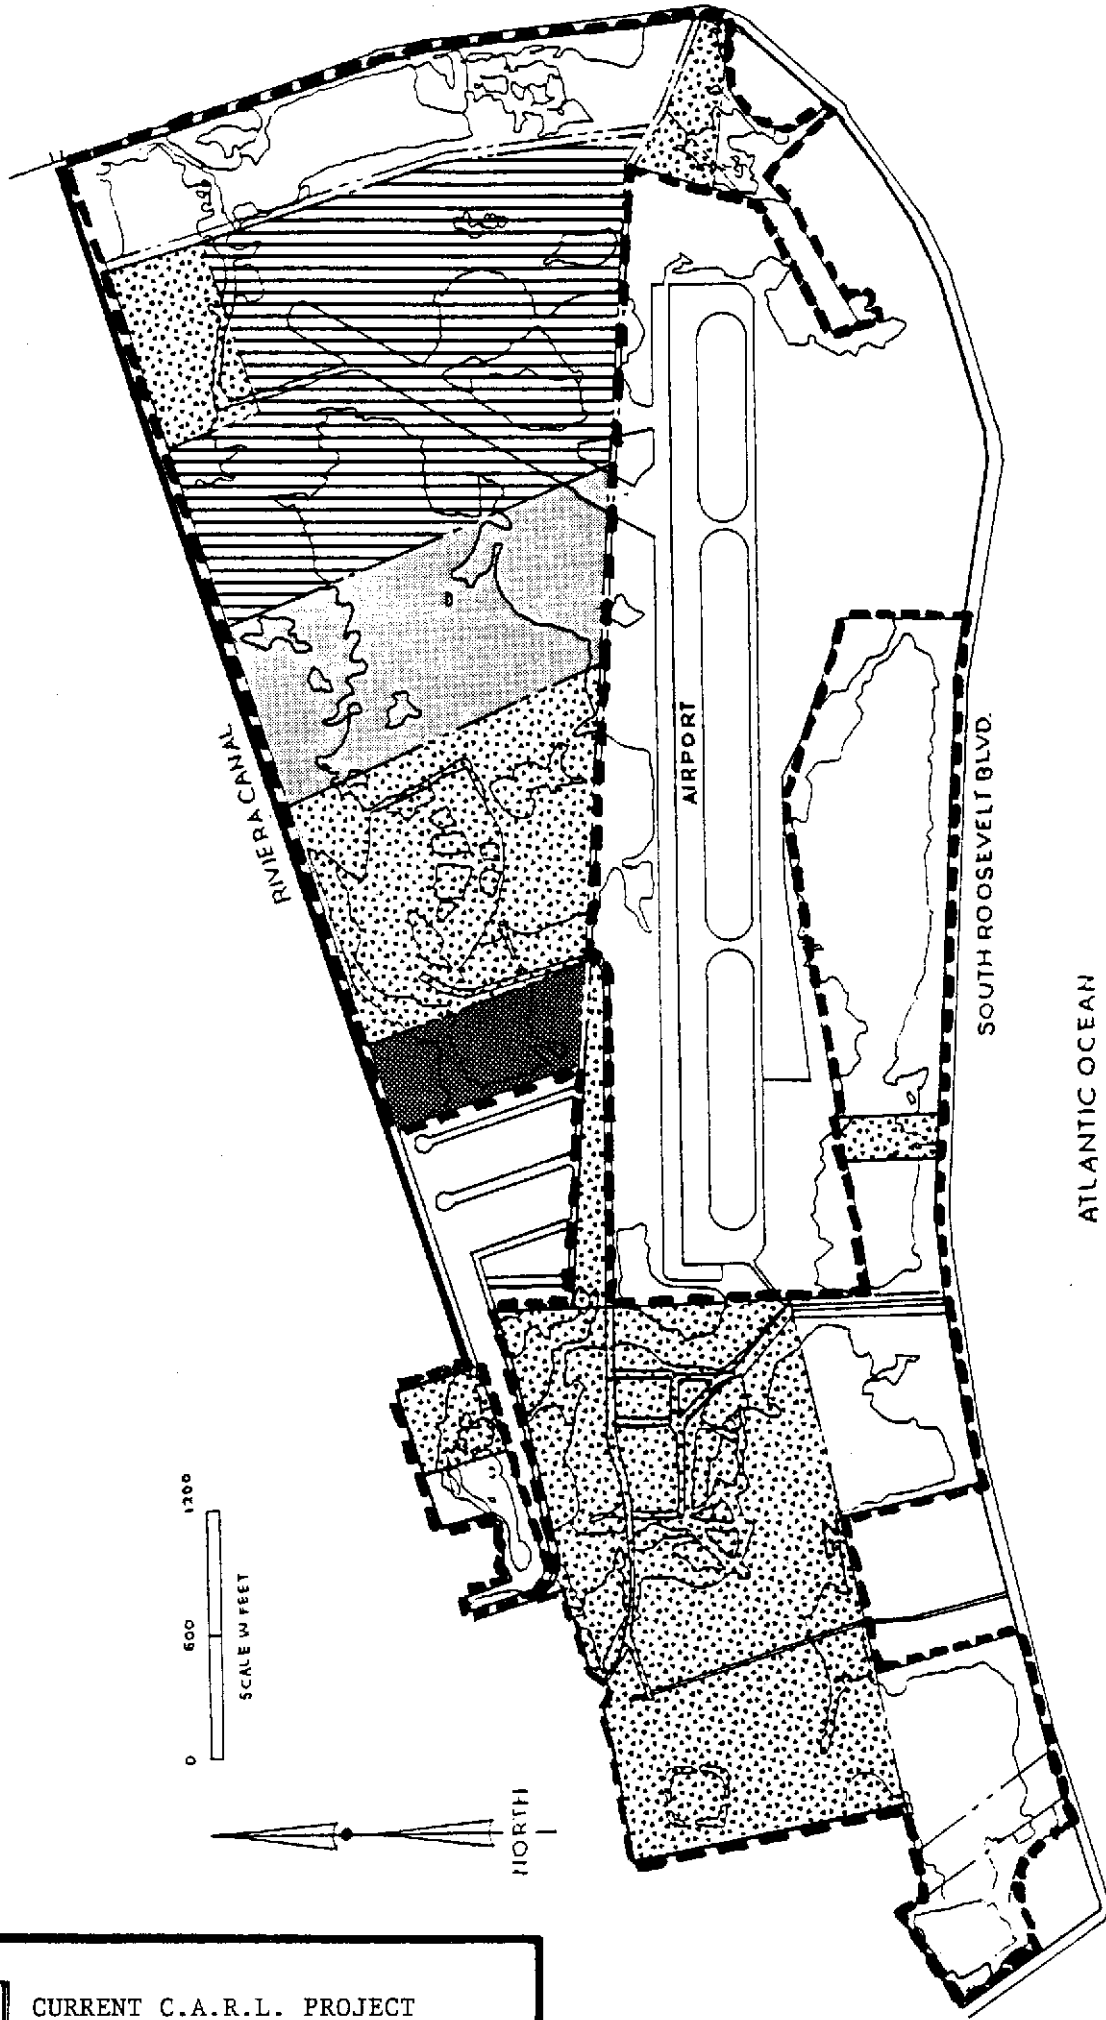 RIVIERA CANAL
AIRPORT
SOUTH ROOSEVELT BLVD.
ATLANTIC OCEAN
0 600 1200
SCALE IN FEET
NORTH
CURRENT C.A.R.L. PROJECT